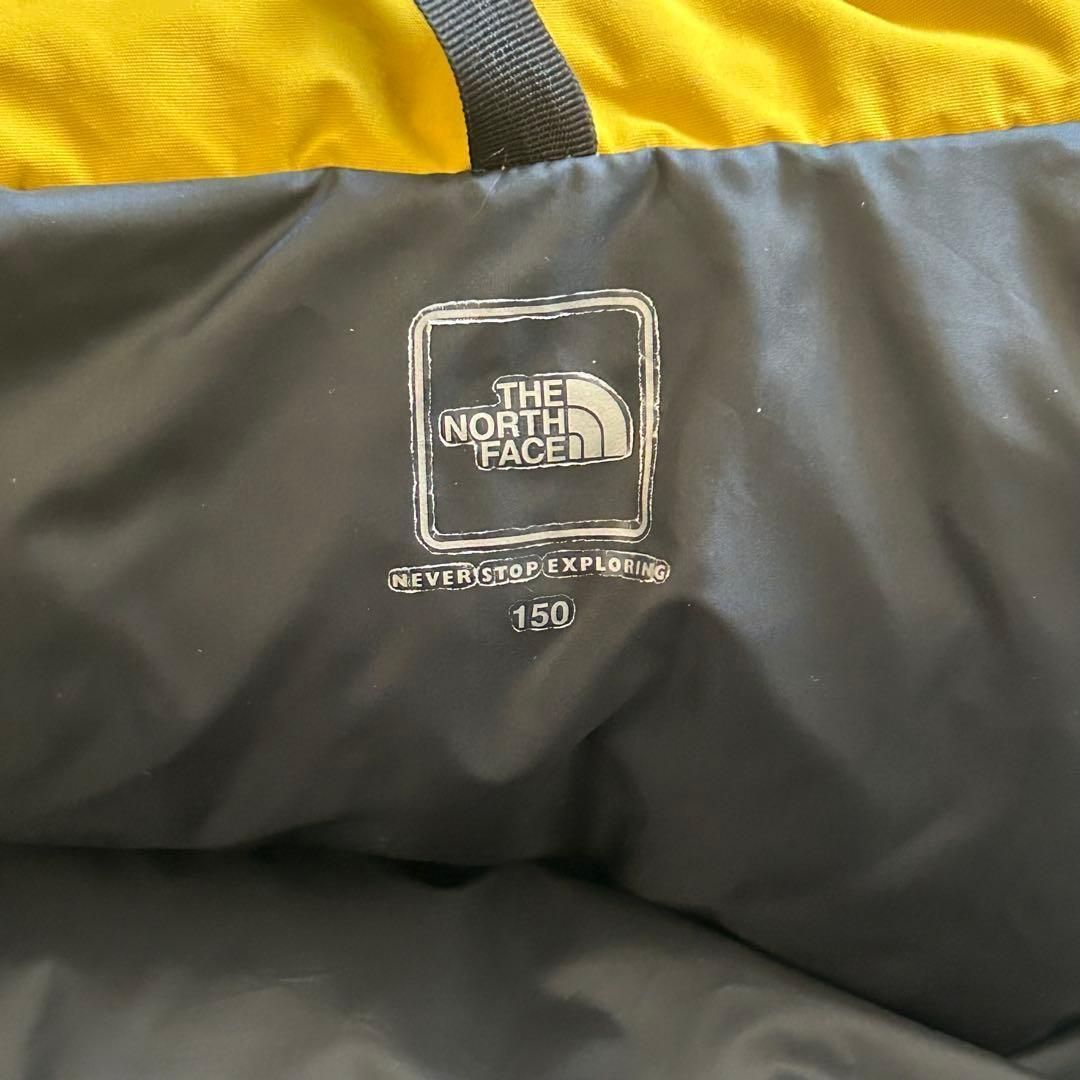 THE
NORTH
FACE
NEVER STOP EXPLORING
150